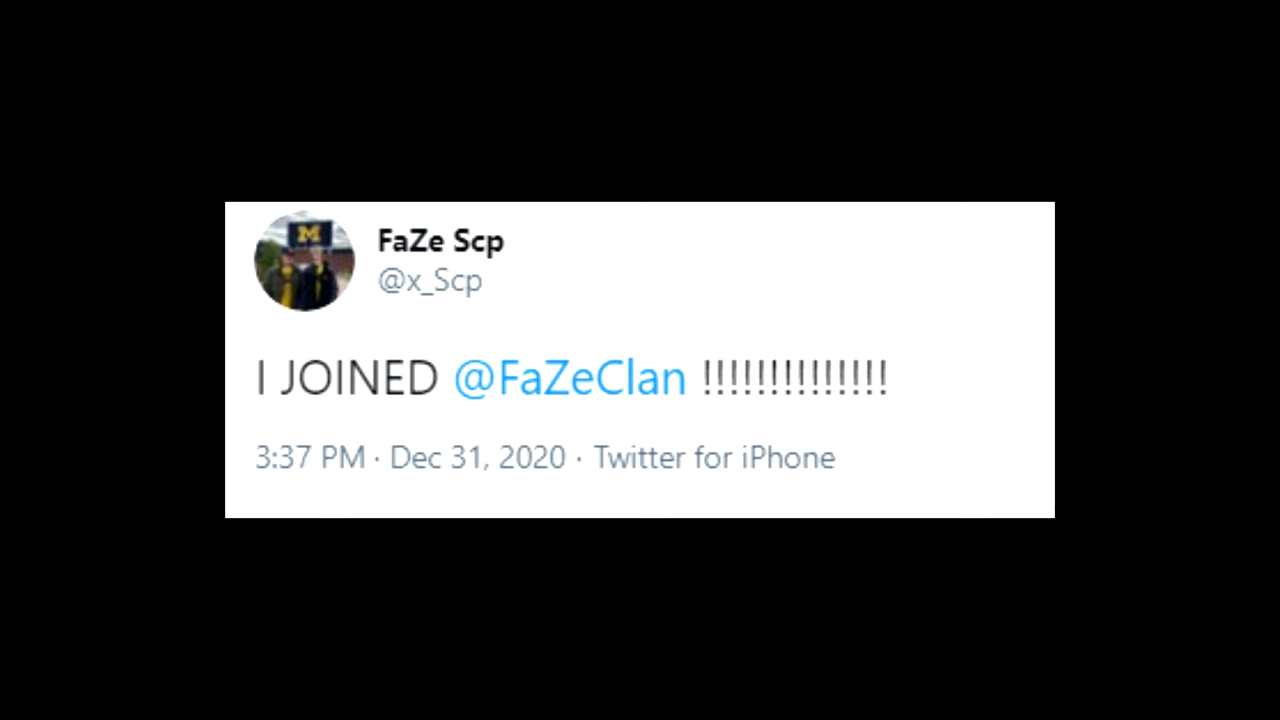 M
FaZe Scp
@x_Scp
I JOINED @FaZeClan !!!!!!!!!!!!!!
3:37 PM · Dec 31, 2020 · Twitter for iPhone